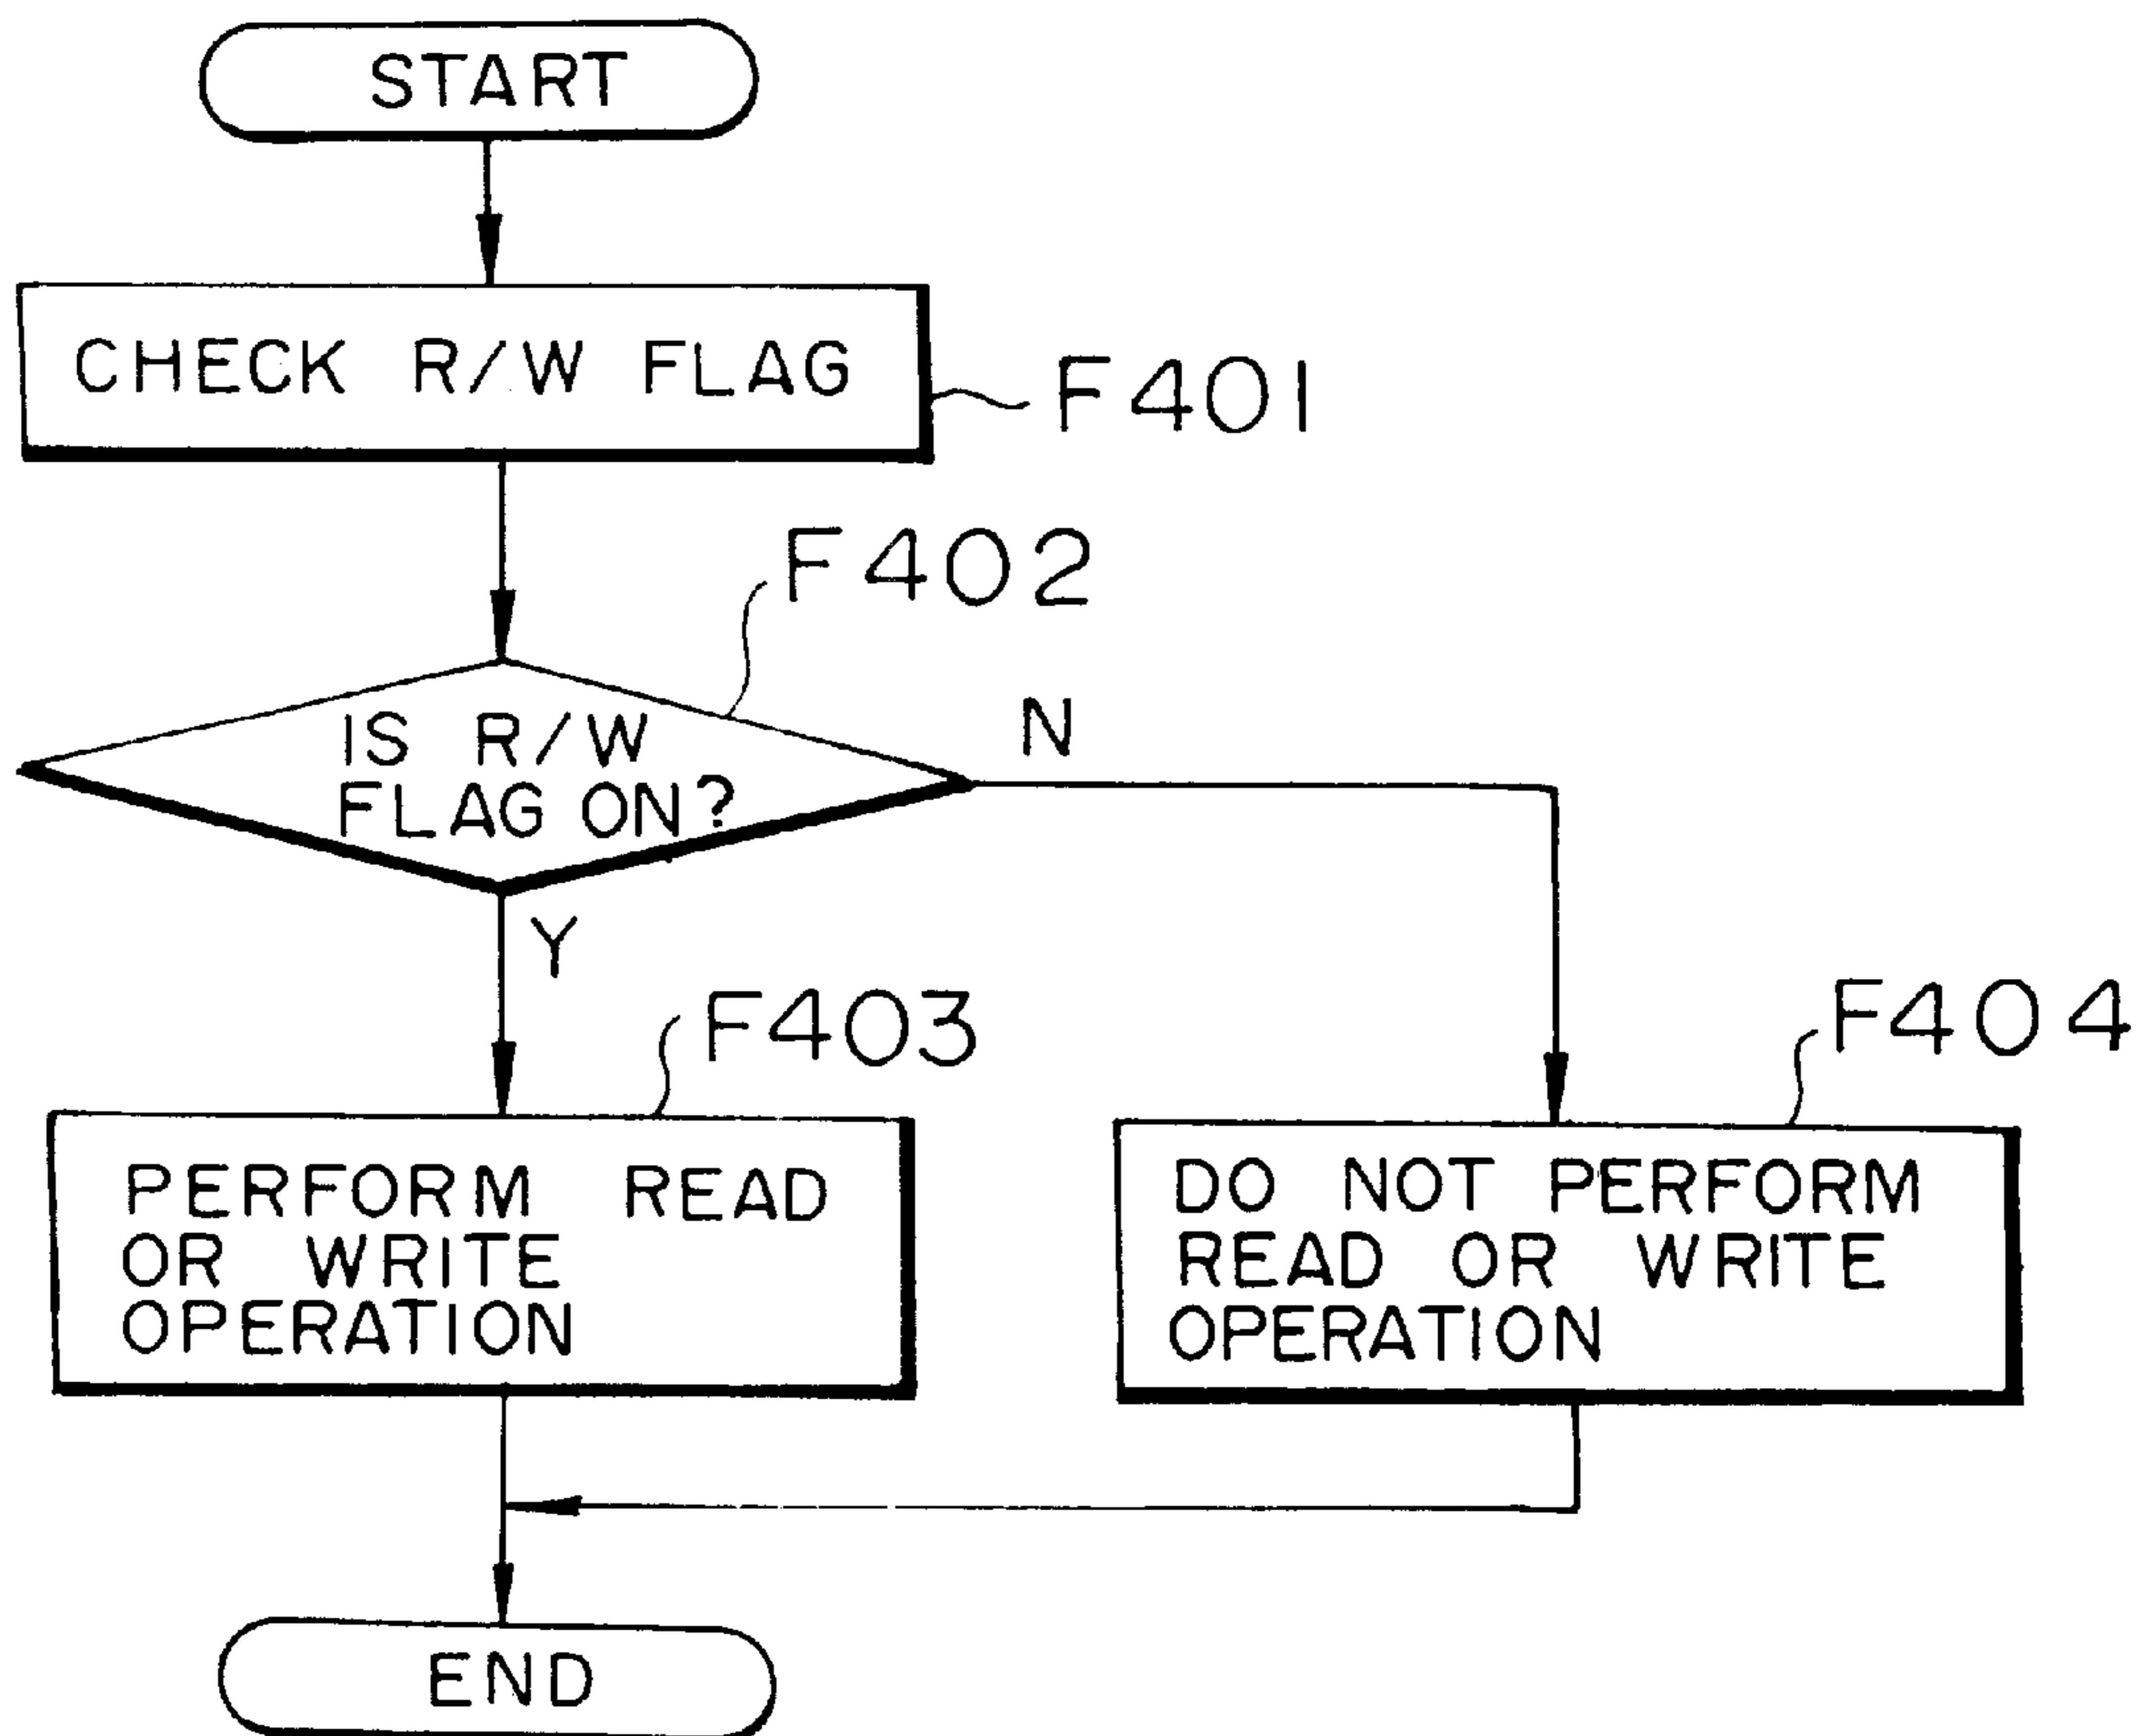 START
CHECK R/W FLAG
F401
F402
IS R/W
FLAG ON?
N
Y
F403
F404
PERFORM READ
OR WRITE
OPERATION
DO NOT PERFORM
READ OR WRITE
OPERATION
END